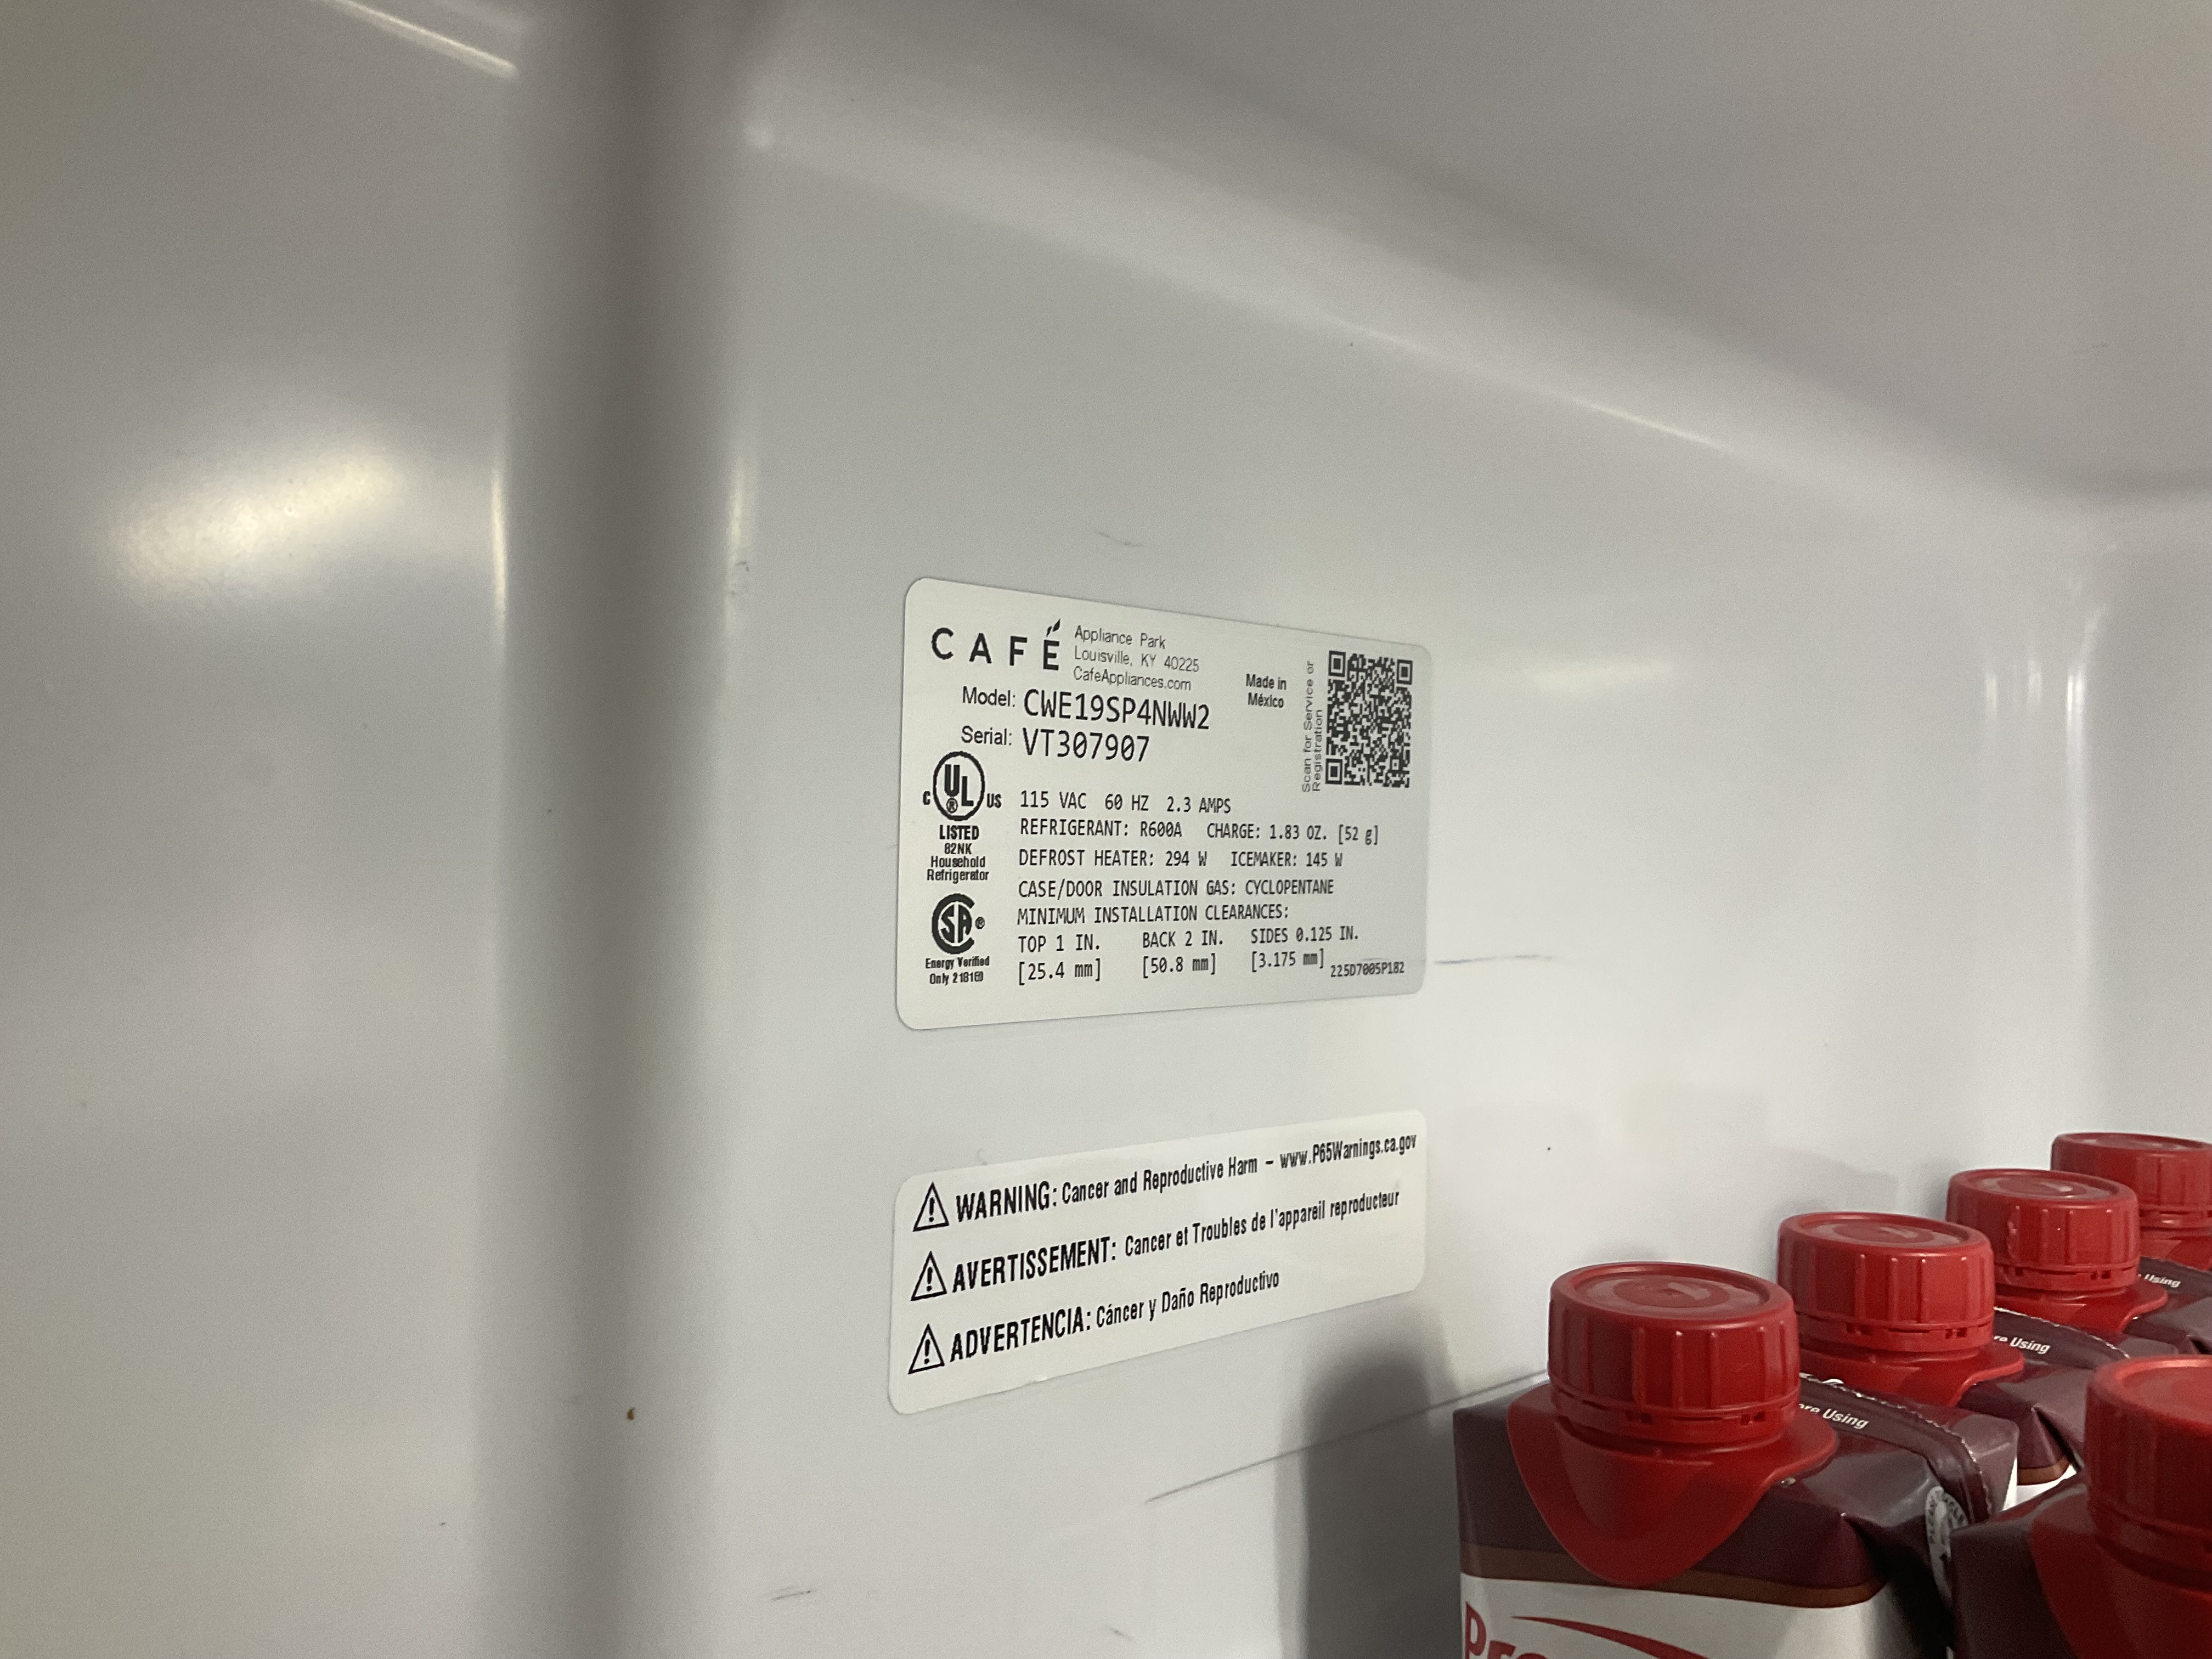 CAFÉ
Appliance Park
Louisville, KY 40225
CafeAppliances.com
Made in
México
Scan for Service or
Registration
Model: CWE19SP4NWW2
Serial: VT307907
C UL ® US
LISTED
82NK
Household
Refrigerator
SA ®
Energy Verified
115 VAC 60 HZ 2.3 AMPS
REFRIGERANT: R600A CHARGE: 1.83 OZ. [52 g]
DEFROST HEATER: 294 W ICEMAKER: 145 W
CASE/DOOR INSULATION GAS: CYCLOPENTANE
MINIMUM INSTALLATION CLEARANCES:
TOP 1 IN. BACK 2 IN. SIDES 0.125 IN.
[25.4 mm] [50.8 mm] [3.175 mm]
225D7005P182
WARNING: Cancer and Reproductive Harm – www.P65Warnings.ca.gov
AVERTISSEMENT: Cancer et Troubles de l'appareil reproducteur
ADVERTENCIA: Cáncer y Daño Reproductivo
Using
Using
Using